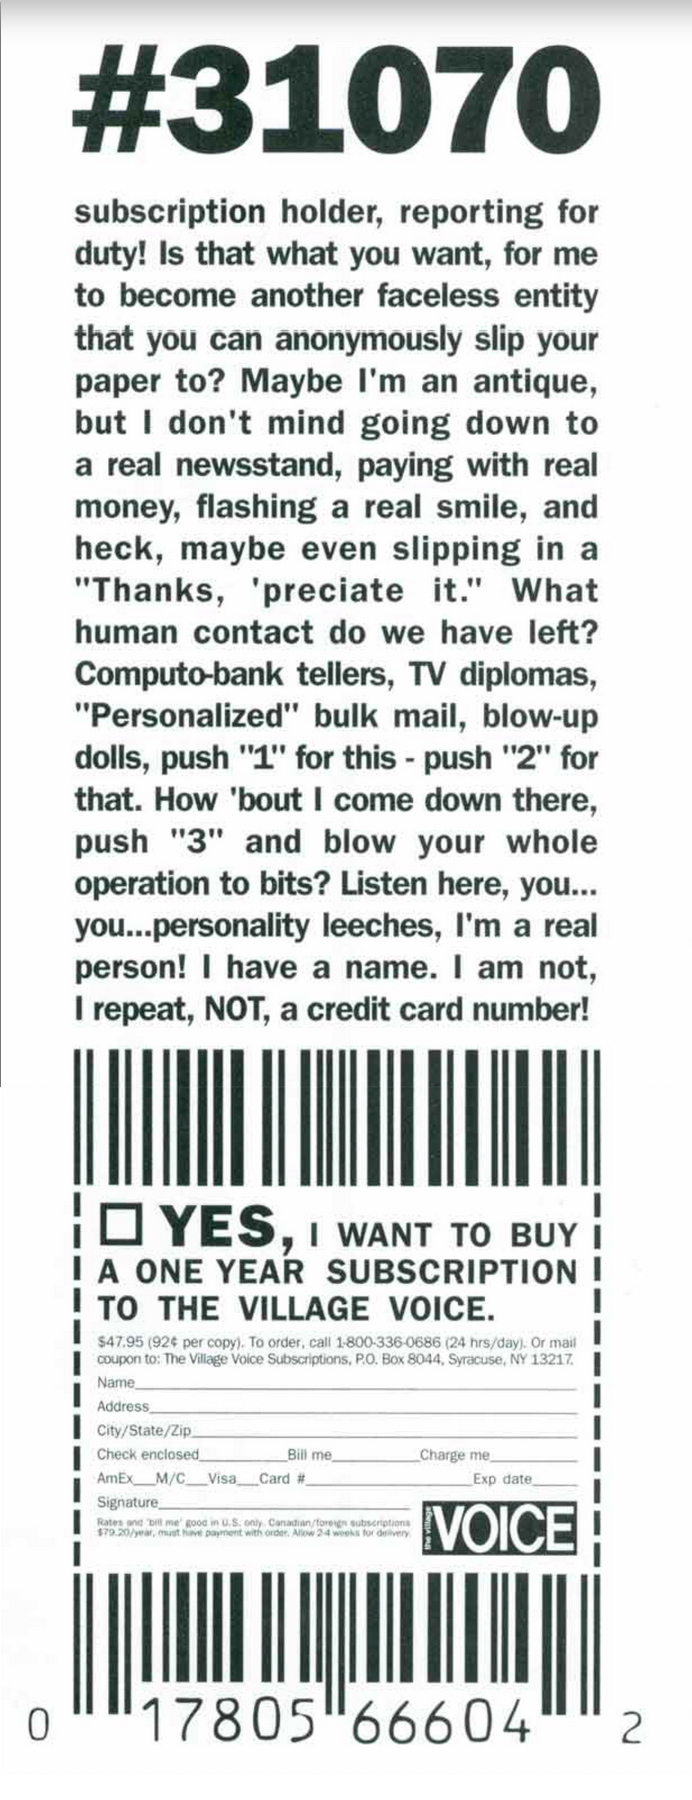 #31070
subscription holder, reporting for
duty! Is that what you want, for me
to become another faceless entity
that you can anonymously slip your
paper to? Maybe I'm an antique,
but I don't mind going down to
a real newsstand, paying with real
money, flashing a real smile, and
heck, maybe even slipping in a
"Thanks, 'preciate it." What
human contact do we have left?
Computo-bank tellers, TV diplomas,
"Personalized" bulk mail, blow-up
dolls, push "1" for this - push "2" for
that. How 'bout I come down there,
push "3" and blow your whole
operation to bits? Listen here, you...
you...personality leeches, I'm a real
person! I have a name. I am not,
I repeat, NOT, a credit card number!
YES, I WANT TO BUY
A ONE YEAR SUBSCRIPTION
TO THE VILLAGE VOICE.
$47.95 (92¢ per copy). To order, call 1-800-336-0686 (24 hrs/day). Or mail
coupon to: The Village Voice Subscriptions, P.O. Box 8044, Syracuse, NY 13217.
Name
Address
City/State/Zip
Check enclosed Bill me Charge me
AmEx M/C Visa Card # Exp date
Signature
Rates and 'bill me' good in U.S. only. Canadian/foreign subscriptions
$79.20/year, must have payment with order. Allow 2-4 weeks for delivery.
the village VOICE
0 17805 66604 2